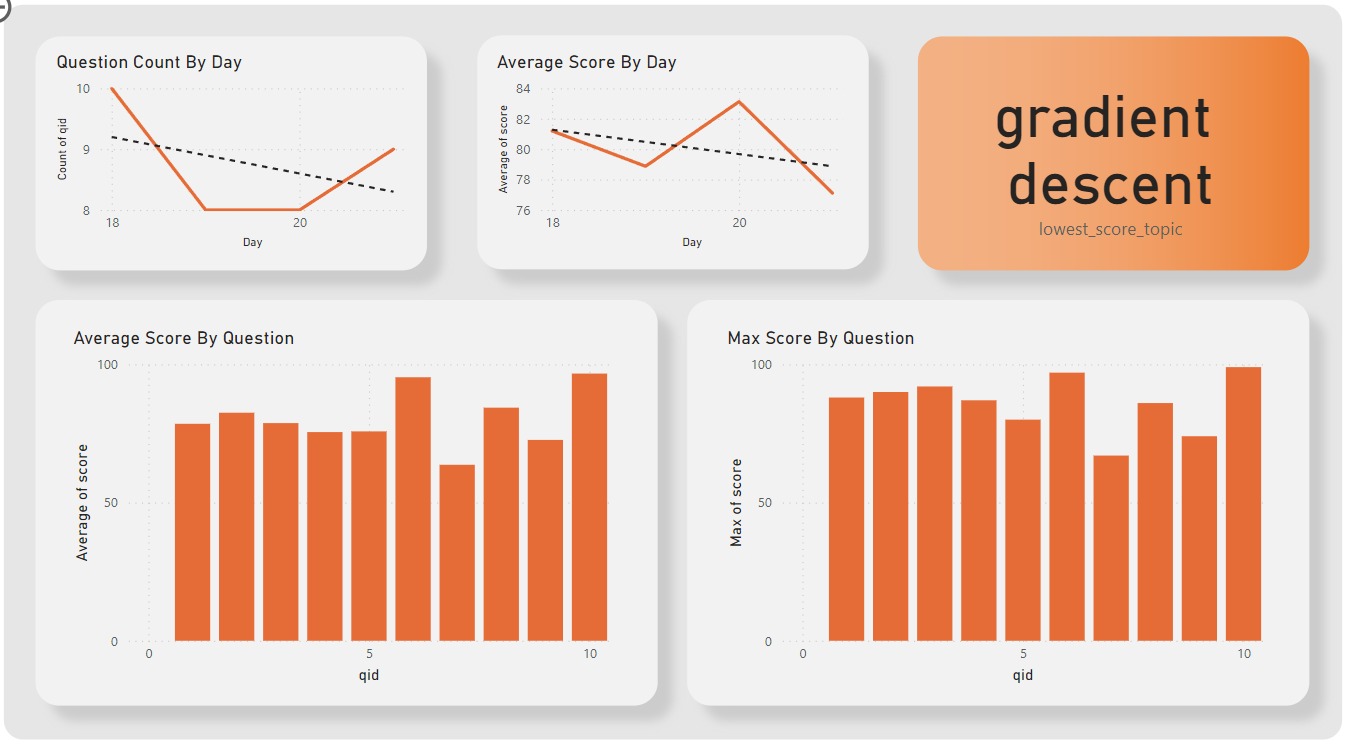 Question Count By Day
10
9
8
Count of qid
18
20
Day
Average Score By Day
84
82
80
78
76
Average of score
18
20
Day
gradient
descent
lowest_score_topic
Average Score By Question
100
50
0
Average of score
0
5
10
qid
Max Score By Question
100
50
0
Max of score
0
5
10
qid